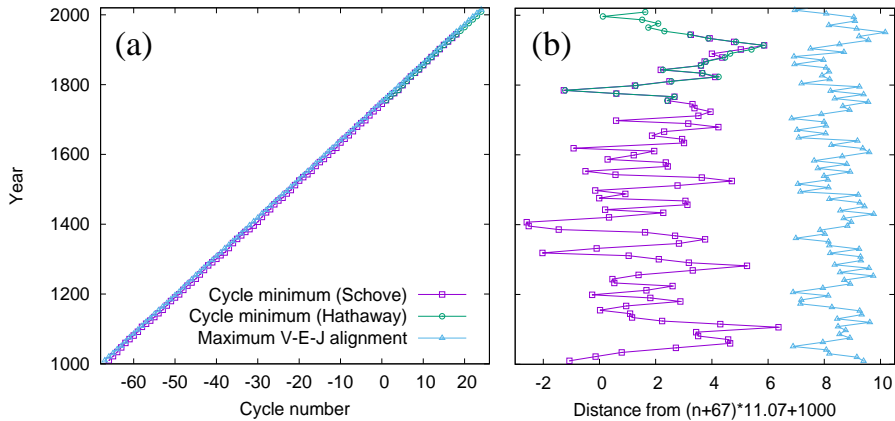 (a)
(b)
2000
1800
1600
1400
1200
1000
Year
Cycle minimum (Schove)
Cycle minimum (Hathaway)
Maximum V-E-J alignment
-60 -50 -40 -30 -20 -10 0 10 20
Cycle number
-2 0 2 4 6 8 10
Distance from (n+67)*11.07+1000